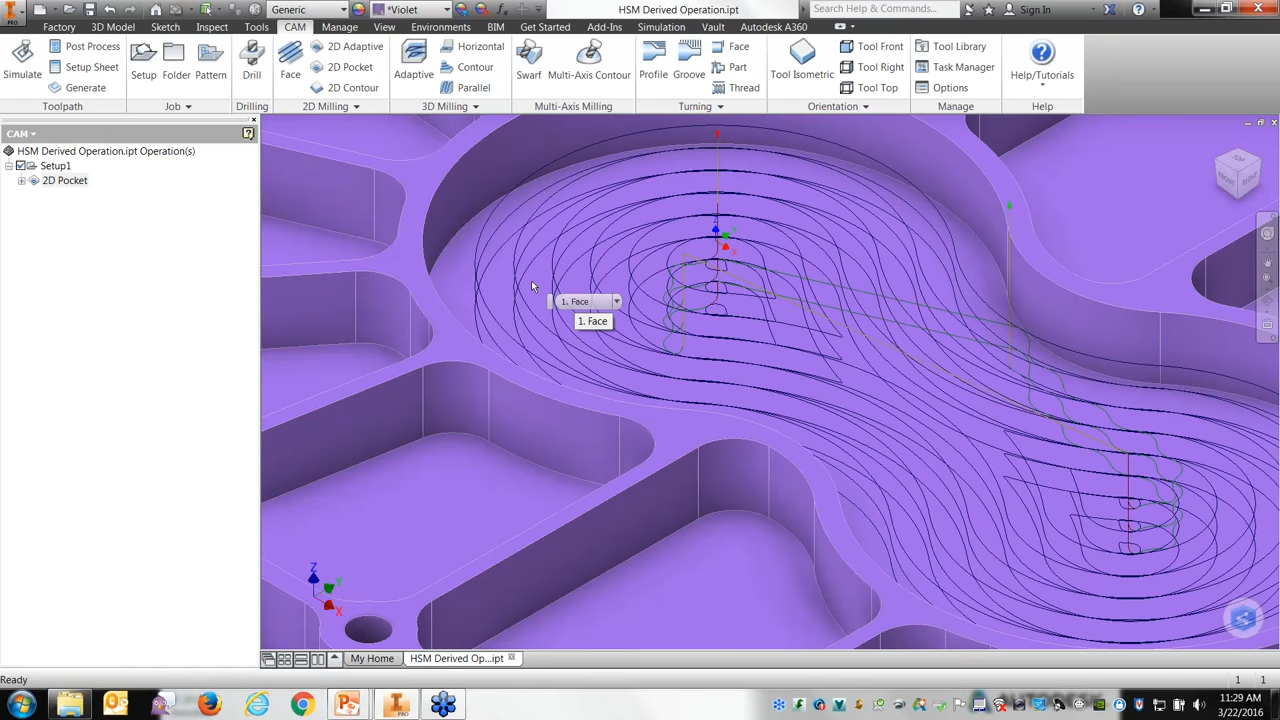 Generic
*Violet
HSM Derived Operation.ipt
Search Help & Commands...
Sign In
PRO
Factory 3D Model Sketch Inspect Tools CAM Manage View Environments BIM Get Started Add-Ins Simulation Vault Autodesk A360
Simulate
Post Process
Setup Sheet
Generate
Toolpath
Setup
Folder
Pattern
Job
Drill
Drilling
Face
2D Adaptive
2D Pocket
2D Contour
2D Milling
Adaptive
Horizontal
Contour
Parallel
3D Milling
Swarf
Multi-Axis Contour
Multi-Axis Milling
Profile
Groove
Face
Part
Thread
Turning
Tool Isometric
Tool Front
Tool Right
Tool Top
Orientation
Tool Library
Task Manager
Options
Manage
Help/Tutorials
Help
CAM
HSM Derived Operation.ipt Operation(s)
Setup1
2D Pocket
1. Face
1. Face
Z
Y
X
TOP
FRONT
RIGHT
Z
Y
X
My Home
HSM Derived Op...ipt
Ready
1 1
11:29 AM
3/22/2016